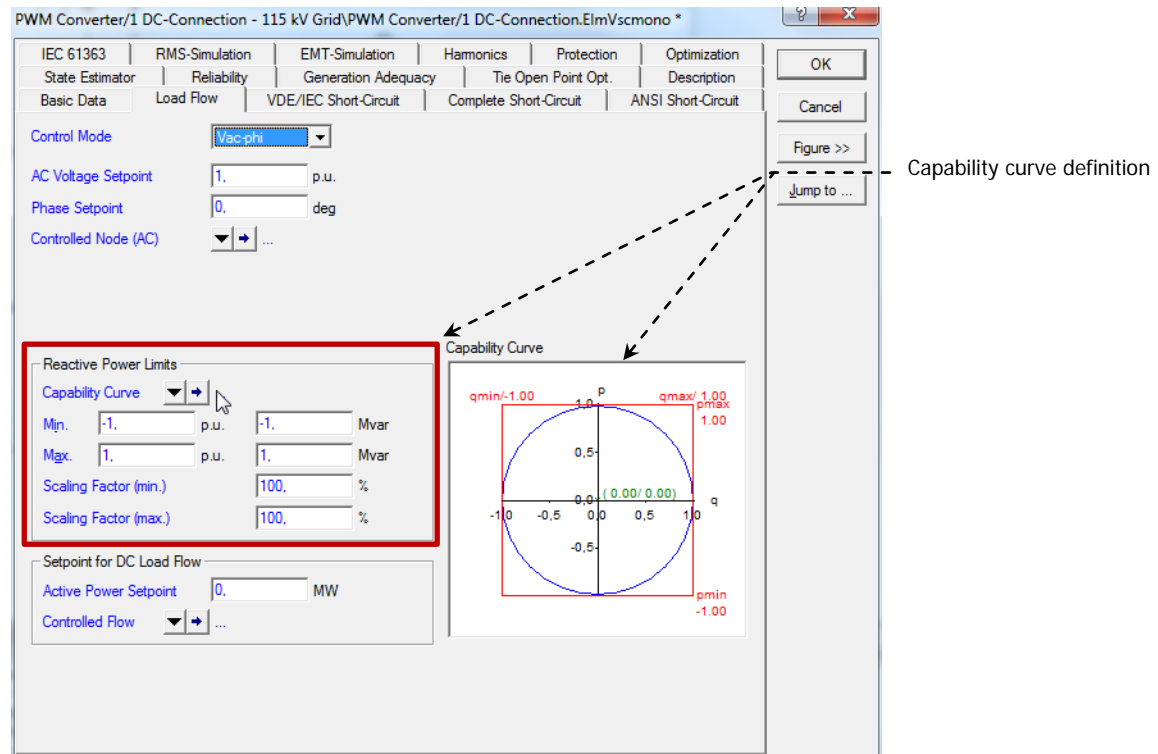 PWM Converter/1 DC-Connection - 115 kV Grid\PWM Converter/1 DC-Connection.ElmVscmono *
? X
IEC 61363 RMS-Simulation EMT-Simulation Harmonics Protection Optimization
State Estimator Reliability Generation Adequacy Tie Open Point Opt. Description
Basic Data Load Flow VDE/IEC Short-Circuit Complete Short-Circuit ANSI Short-Circuit
OK
Cancel
Figure >>
Jump to ...
Capability curve definition
Control Mode Vac-phi
AC Voltage Setpoint 1, p.u.
Phase Setpoint 0, deg
Controlled Node (AC) ...
Reactive Power Limits
Capability Curve
Min. -1, p.u. -1, Mvar
Max. 1, p.u. 1, Mvar
Scaling Factor (min.) 100, %
Scaling Factor (max.) 100, %
Setpoint for DC Load Flow
Active Power Setpoint 0, MW
Controlled Flow ...
Capability Curve
qmin/-1.00 1,0 p qmax/ 1.00
pmax
1.00
0,5
0,0 ( 0.00/ 0.00) q
-1,0 -0,5 0,0 0,5 1,0
-0,5
pmin
-1.00